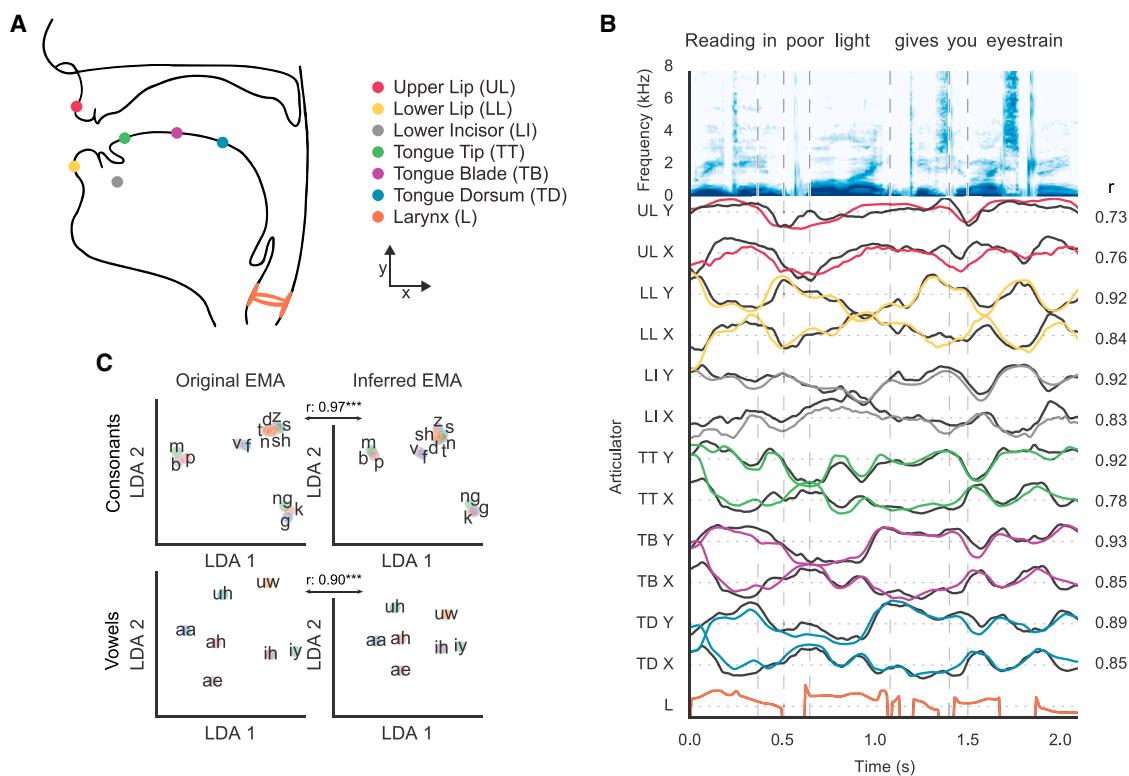 A
Upper Lip (UL)
Lower Lip (LL)
Lower Incisor (LI)
Tongue Tip (TT)
Tongue Blade (TB)
Tongue Dorsum (TD)
Larynx (L)
y
x
B
Reading in poor light gives you eyestrain
Frequency (kHz)
8
6
4
2
0
r
UL Y 0.73
UL X 0.76
LL Y 0.92
LL X 0.84
LI Y 0.92
LI X 0.83
TT Y 0.92
TT X 0.78
TB Y 0.93
TB X 0.85
TD Y 0.89
TD X 0.85
L
Articulator
0.0 0.5 1.0 1.5 2.0
Time (s)
C
Original EMA Inferred EMA
r: 0.97***
Consonants
LDA 2
m
b p
v f
t d z s
n sh
ng
k
g
LDA 1
LDA 2
m
b p
z s
sh
v f d t n
ng
g
k
LDA 1
r: 0.90***
Vowels
LDA 2
uw
uh
aa
ah
ih iy
ae
LDA 1
LDA 2
uh
uw
aa ah
ih iy
ae
LDA 1